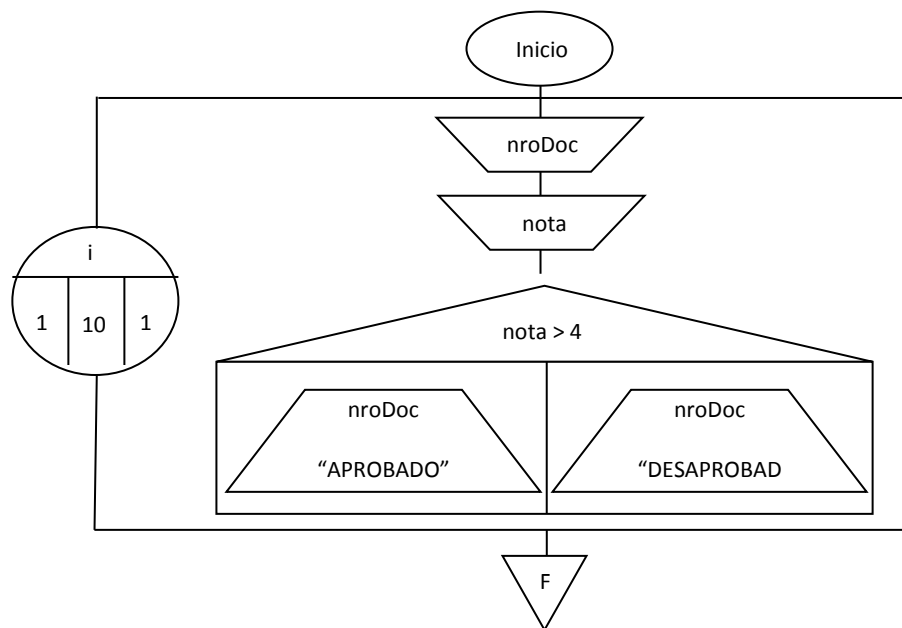 Inicio
nroDoc
nota
i
1 10 1
nota > 4
nroDoc
“APROBADO”
nroDoc
“DESAPROBAD
F